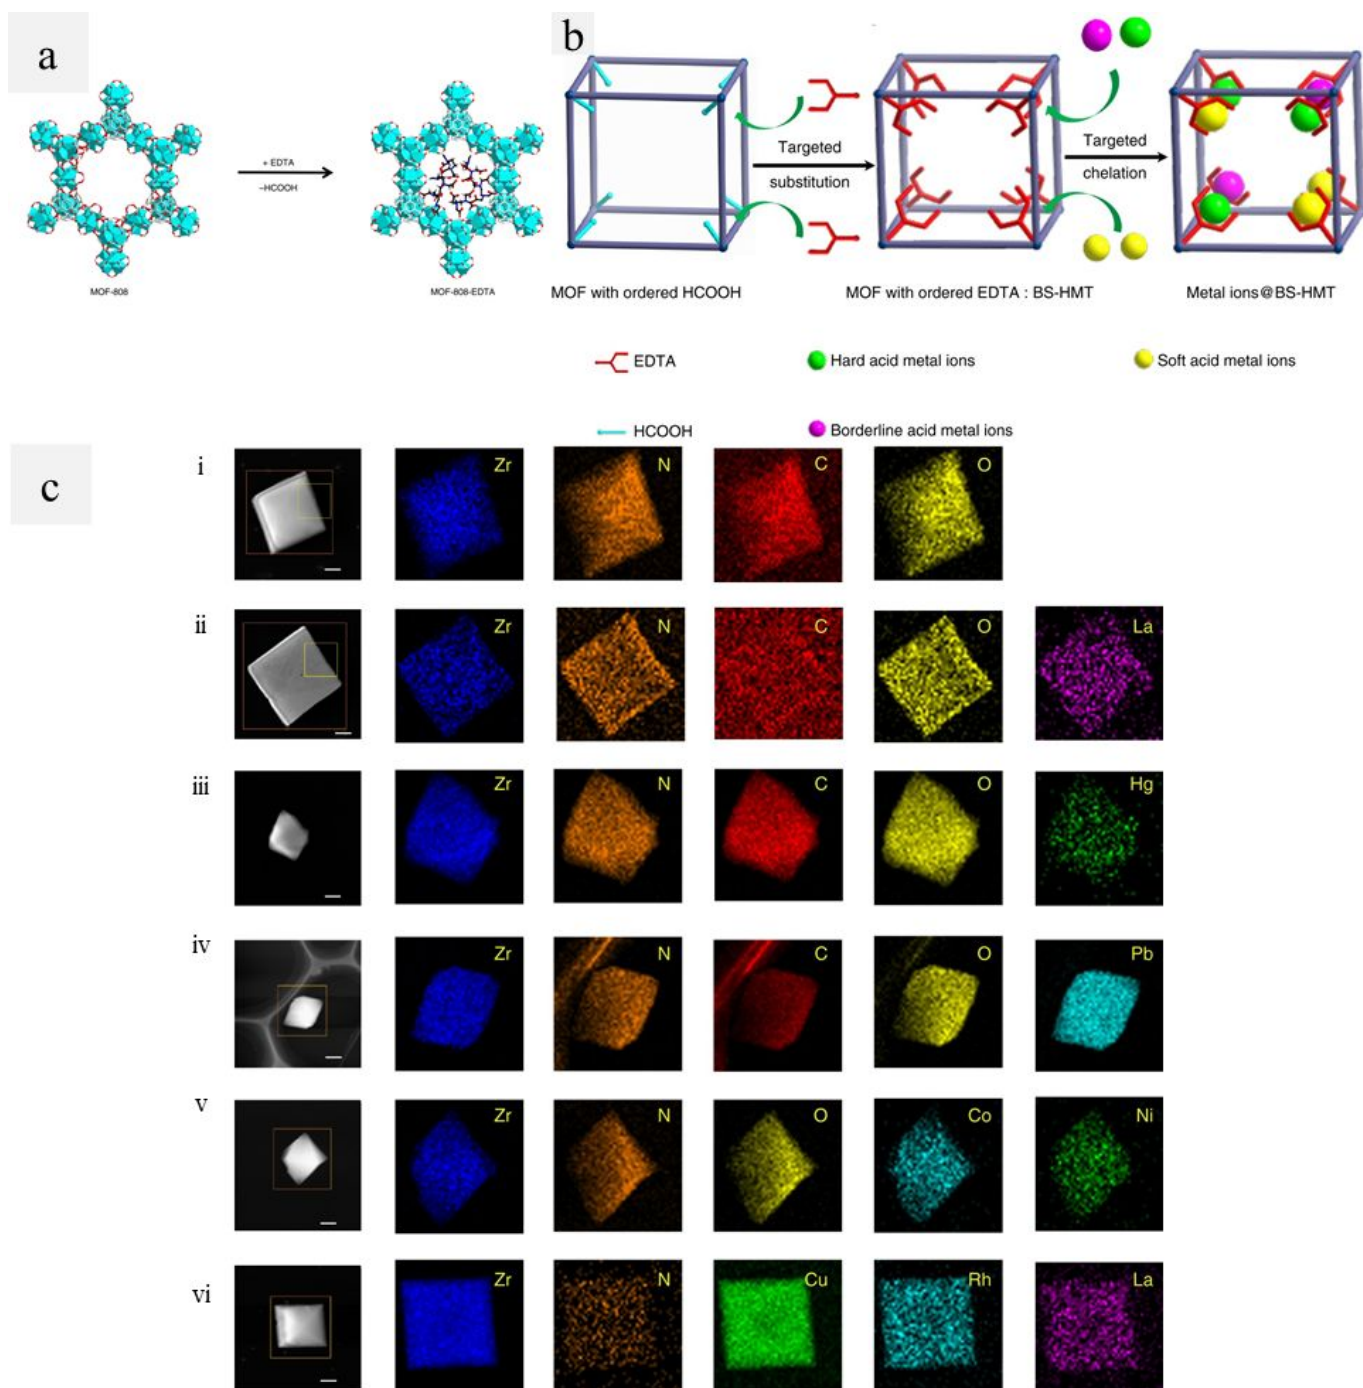 a
+ EDTA
−HCOOH
MOF-808
MOF-808-EDTA
b
Targeted
substitution
Targeted
chelation
MOF with ordered HCOOH
MOF with ordered EDTA : BS-HMT
Metal ions@BS-HMT
EDTA
Hard acid metal ions
Soft acid metal ions
HCOOH
Borderline acid metal ions
c
i
Zr
N
C
O
ii
Zr
N
C
O
La
iii
Zr
N
C
O
Hg
iv
Zr
N
C
O
Pb
v
Zr
N
O
Co
Ni
vi
Zr
N
Cu
Rh
La